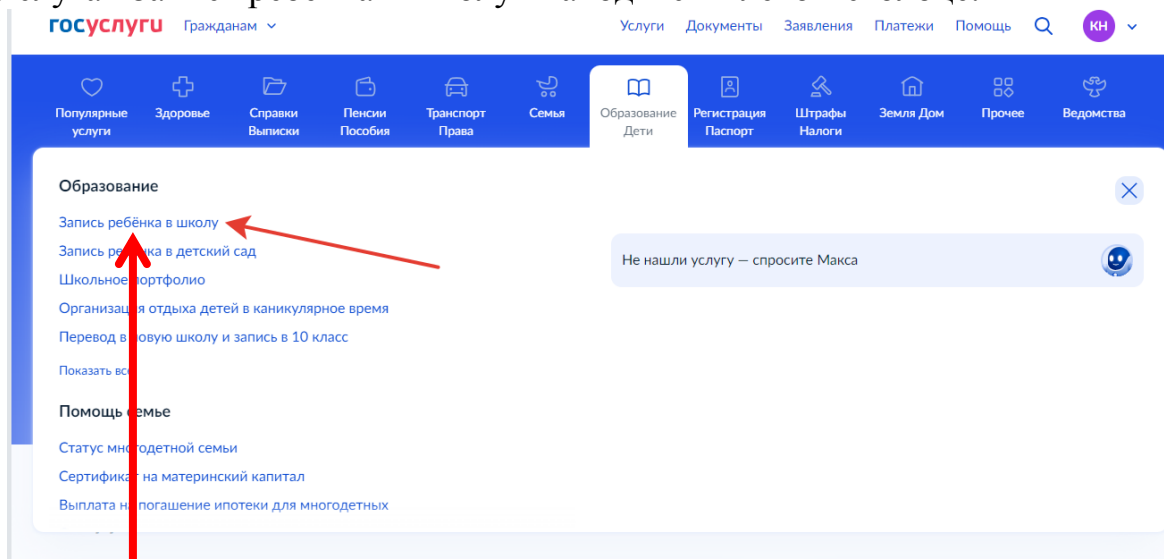 госуслуги Гражданам Услуги Документы Заявления Платежи Помощь КН
Популярные услуги
Здоровье
Справки Выписки
Пенсии Пособия
Транспорт Права
Семья
Образование Дети
Регистрация Паспорт
Штрафы Налоги
Земля Дом
Прочее
Ведомства
Образование
Запись ребёнка в школу
Запись ребёнка в детский сад
Не нашли услугу — спросите Макса
Школьное портфолио
Организация отдыха детей в каникулярное время
Перевод в новую школу и запись в 10 класс
Показать все
Помощь семье
Статус многодетной семьи
Сертификат на материнский капитал
Выплата на погашение ипотеки для многодетных